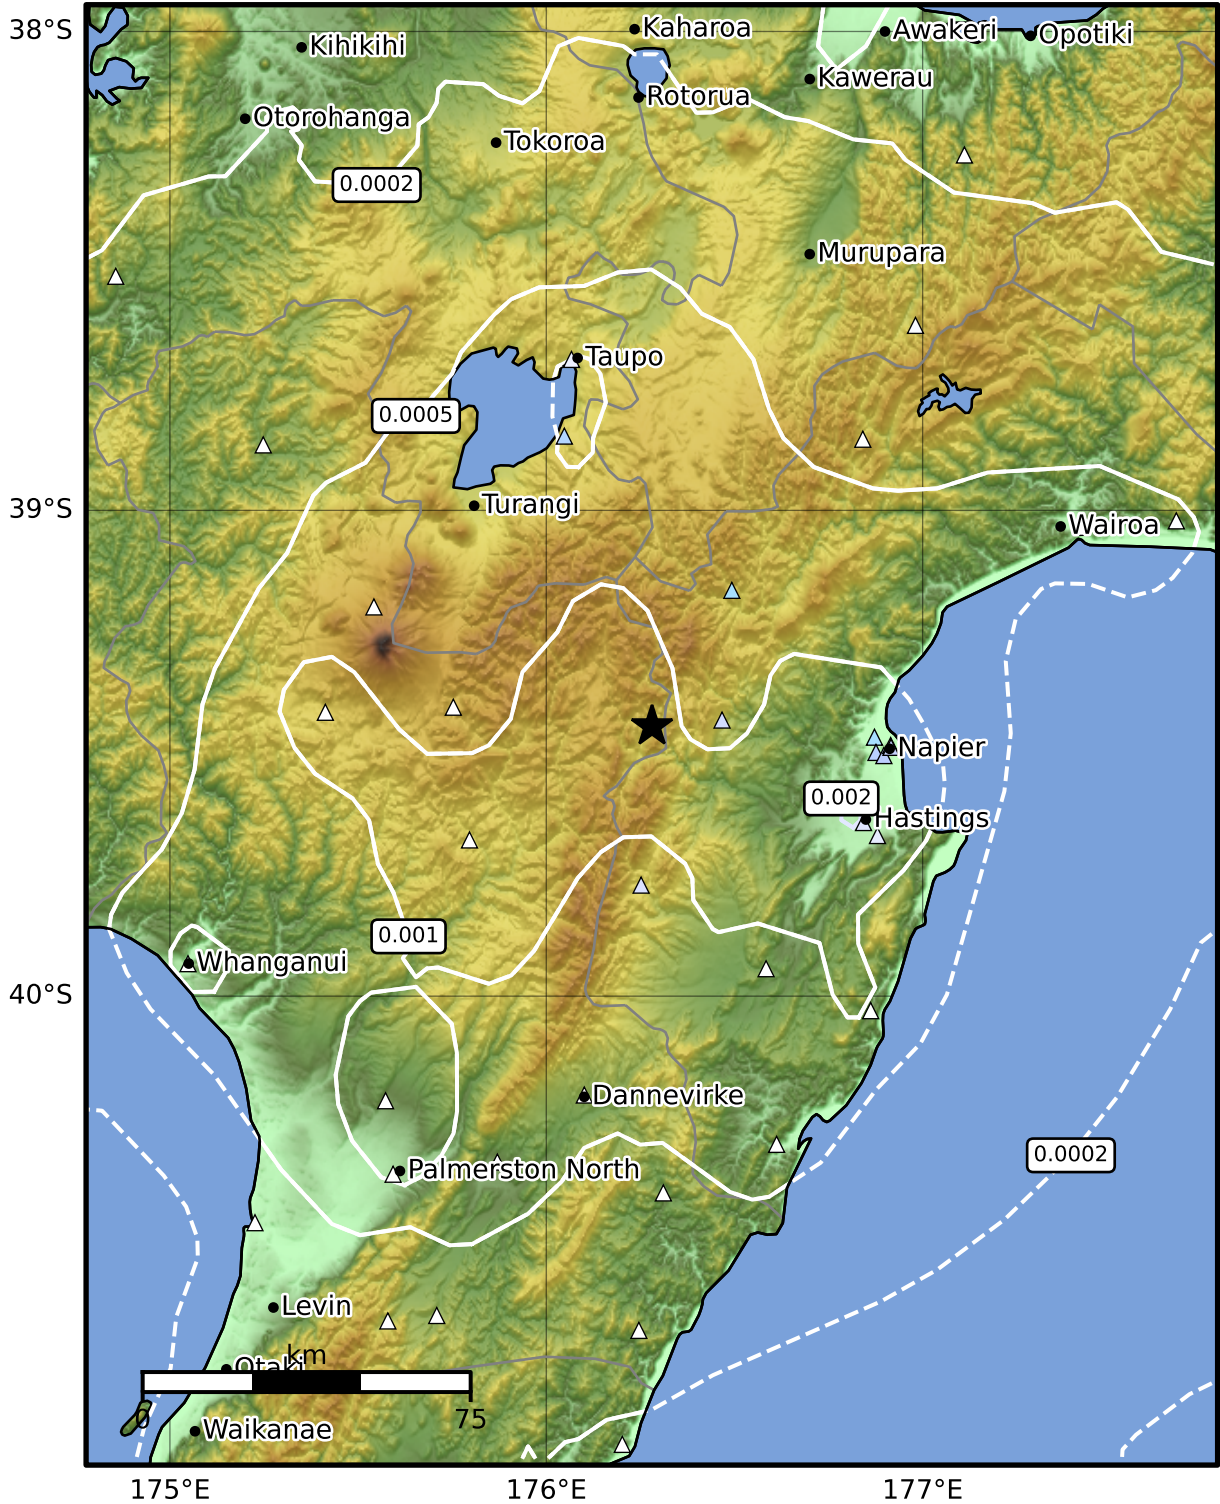 38°S
Kaharoa
Awakeri
Opotiki
Kihikihi
Kawerau
Rotorua
Otorohanga
Tokoroa
0.0002
Murupara
Taupo
0.0005
39°S
Turangi
Wairoa
Napier
0.002
Hastings
0.001
Whanganui
40°S
Dannevirke
0.0002
Palmerston North
Levin
km
Otaki
0
75
Waikanae
175°E
176°E
177°E